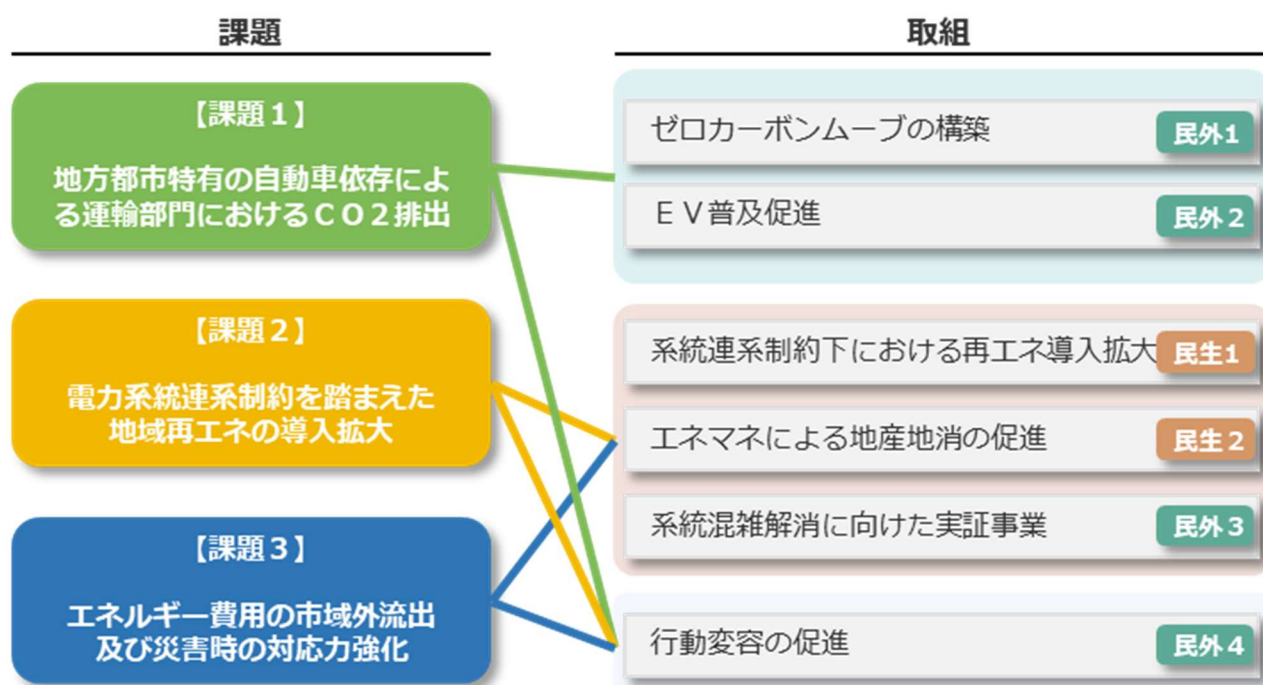 課題
取組
【課題１】
地方都市特有の自動車依存によ
る運輸部門におけるＣＯ２排出
【課題２】
電力系統連系制約を踏まえた
地域再エネの導入拡大
【課題３】
エネルギー費用の市域外流出
及び災害時の対応力強化
ゼロカーボンムーブの構築 民外1
ＥＶ普及促進 民外２
系統連系制約下における再エネ導入拡大 民生1
エネマネによる地産地消の促進 民生２
系統混雑解消に向けた実証事業 民外３
行動変容の促進 民外４